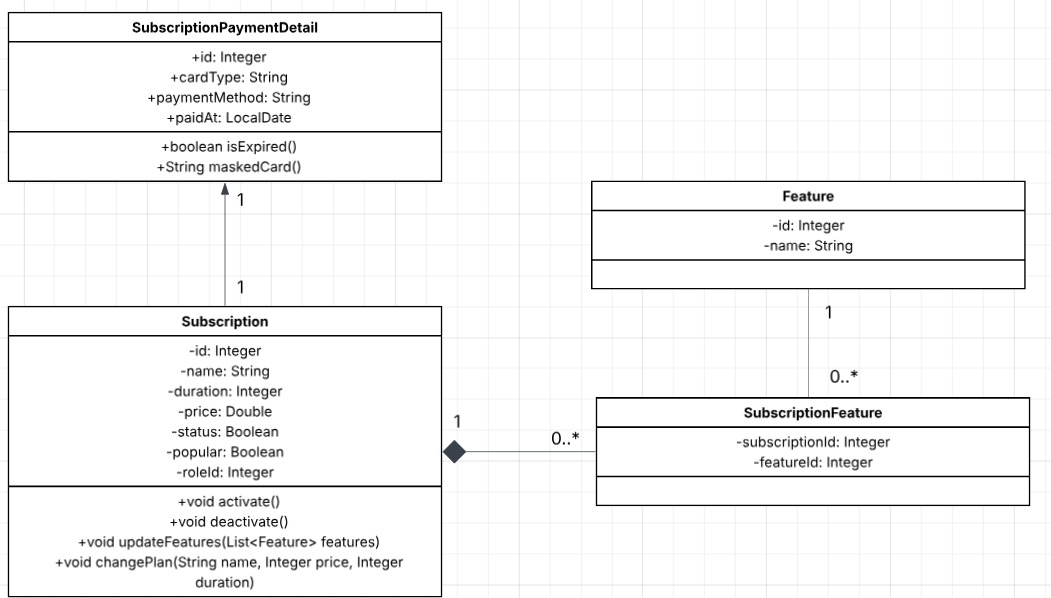 SubscriptionPaymentDetail
+id: Integer
+cardType: String
+paymentMethod: String
+paidAt: LocalDate
+boolean isExpired()
+String maskedCard()
1
1
Subscription
-id: Integer
-name: String
-duration: Integer
-price: Double
-status: Boolean
-popular: Boolean
-roleId: Integer
+void activate()
+void deactivate()
+void updateFeatures(List<Feature> features)
+void changePlan(String name, Integer price, Integer
duration)
1
0..*
Feature
-id: Integer
-name: String
1
0..*
SubscriptionFeature
-subscriptionId: Integer
-featureId: Integer